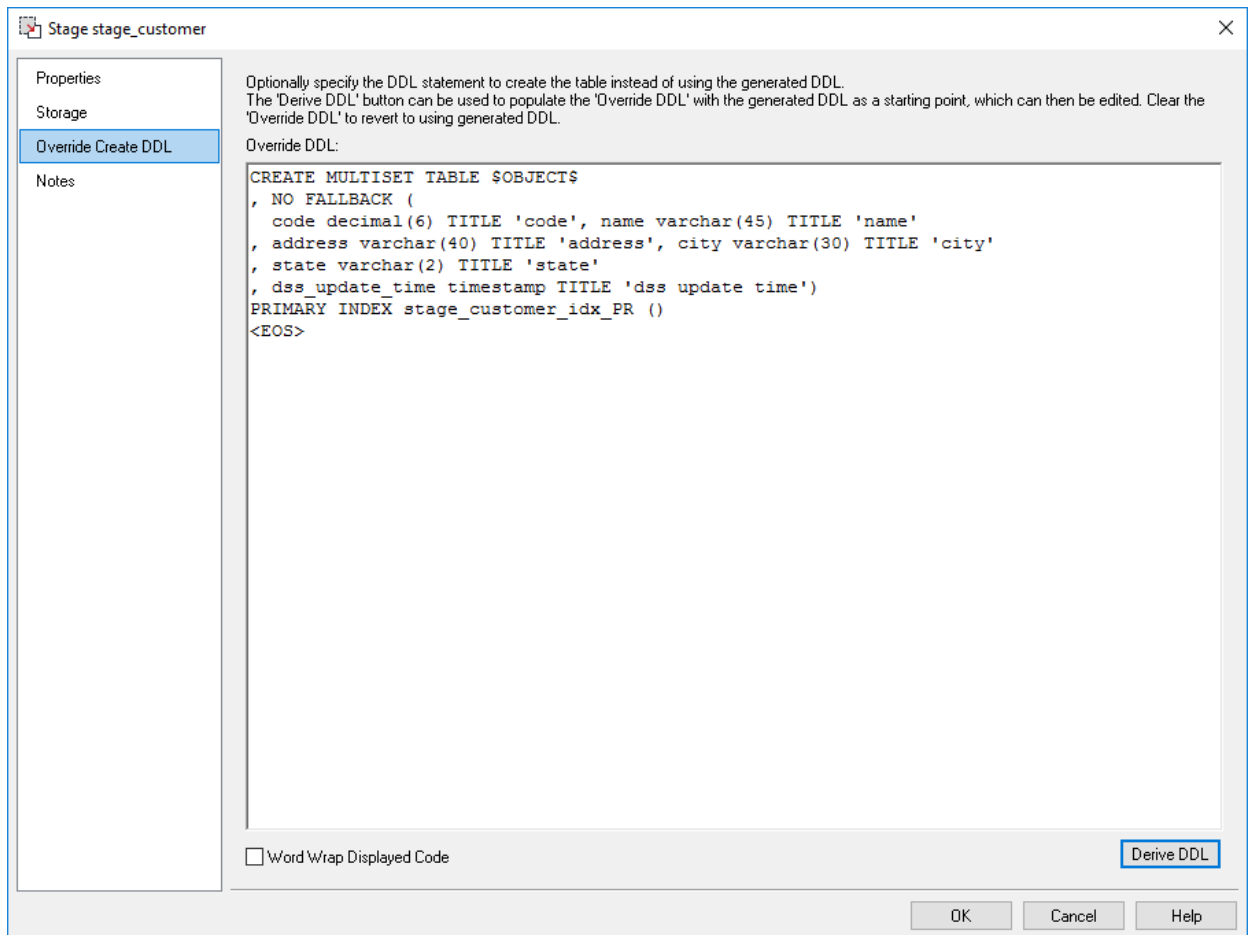 Stage stage_customer
Properties
Storage
Override Create DDL
Notes
Optionally specify the DDL statement to create the table instead of using the generated DDL.
The 'Derive DDL' button can be used to populate the 'Override DDL' with the generated DDL as a starting point, which can then be edited. Clear the
'Override DDL' to revert to using generated DDL.
Override DDL:
CREATE MULTISET TABLE $OBJECT$
, NO FALLBACK (
  code decimal(6) TITLE 'code', name varchar(45) TITLE 'name'
, address varchar(40) TITLE 'address', city varchar(30) TITLE 'city'
, state varchar(2) TITLE 'state'
, dss_update_time timestamp TITLE 'dss update time')
PRIMARY INDEX stage_customer_idx_PR ()
<EOS>
Word Wrap Displayed Code
Derive DDL
OK
Cancel
Help